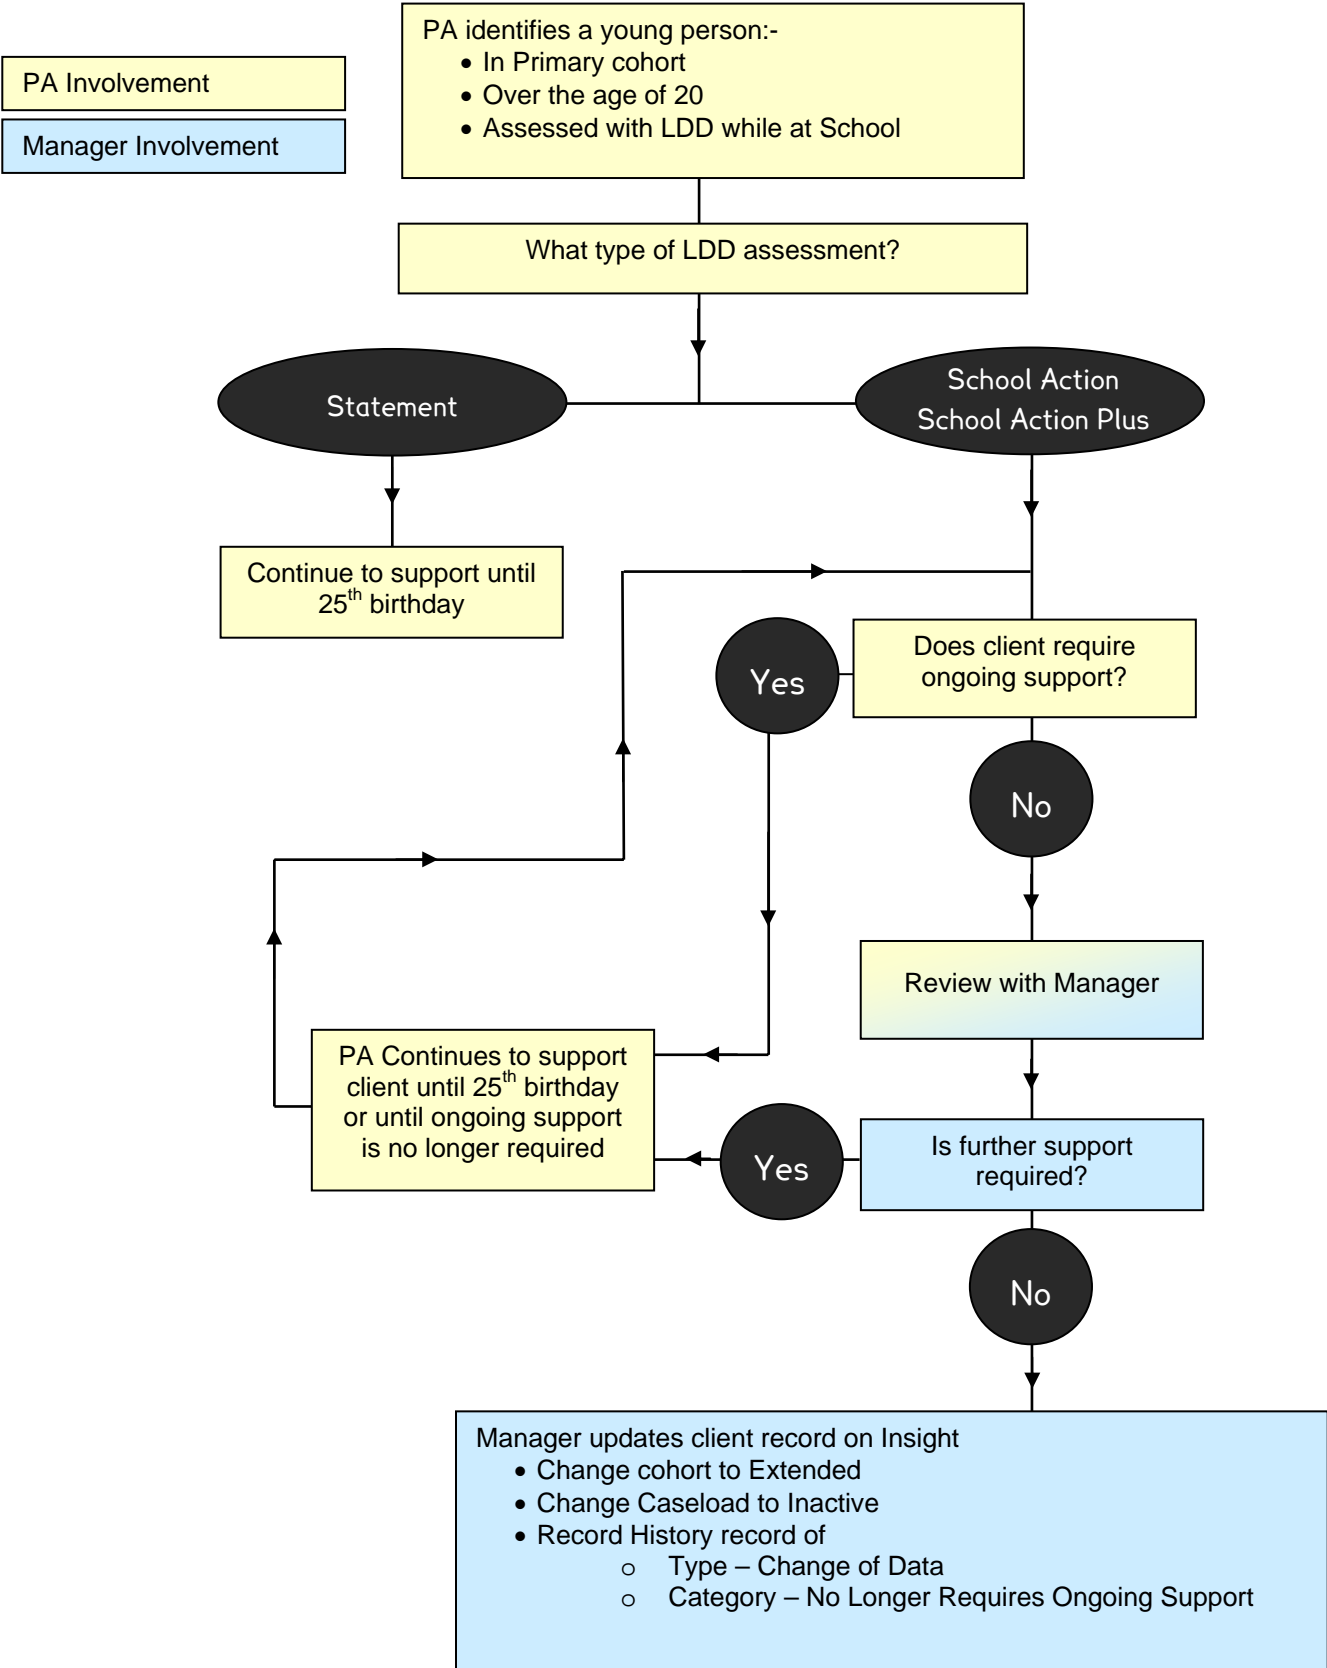 PA identifies a young person:-
• In Primary cohort
• Over the age of 20
• Assessed with LDD while at School
PA Involvement
Manager Involvement
What type of LDD assessment?
Statement
School Action
School Action Plus
Continue to support until
25th birthday
Does client require
ongoing support?
Yes
No
Review with Manager
PA Continues to support
client until 25th birthday
or until ongoing support
is no longer required
Yes
Is further support
required?
No
Manager updates client record on Insight
• Change cohort to Extended
• Change Caseload to Inactive
• Record History record of
o Type – Change of Data
o Category – No Longer Requires Ongoing Support